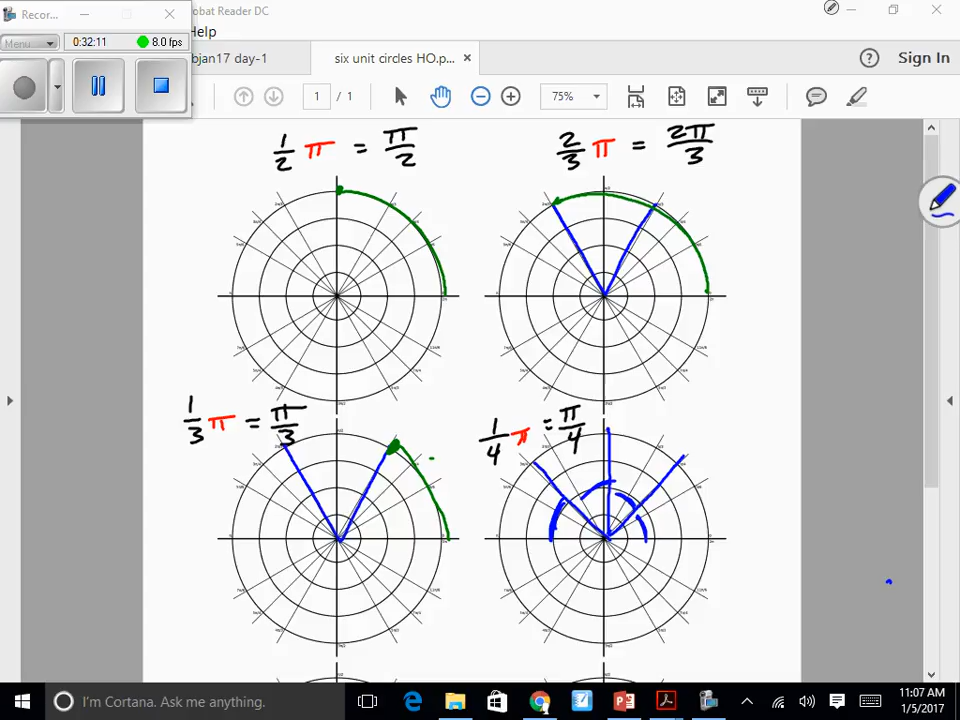 Recor...
obat Reader DC
Menu
0:32:11
8.0 fps
Help
bjan17 day-1
six unit circles HO.p...
Sign In
1 / 1
75%
1/2 π = π/2
2/3 π = 2π/3
1/3 π = π/3
1/4 π = π/4
I'm Cortana. Ask me anything.
11:07 AM
1/5/2017